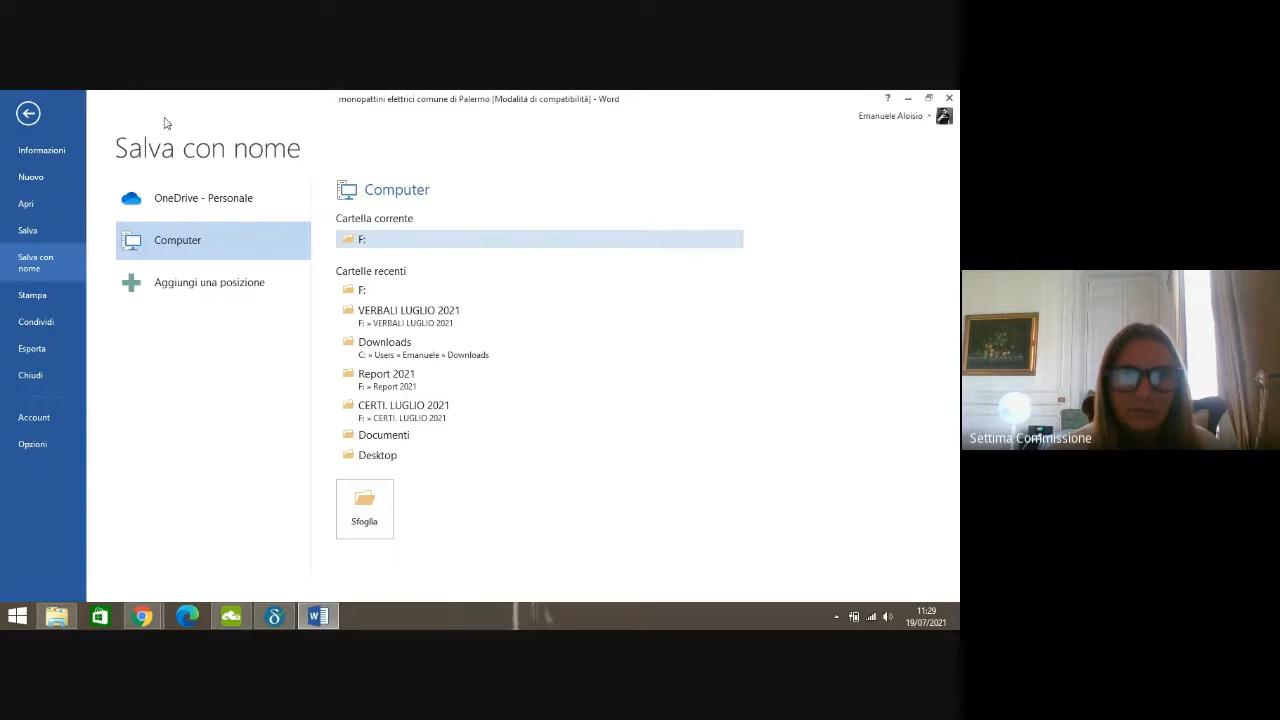 monopattini elettrici comune di Palermo [Modalità di compatibilità] - Word
?
Emanuele Aloisio
Informazioni
Nuovo
Apri
Salva
Salva con
nome
Stampa
Condividi
Esporta
Chiudi
Account
Opzioni
Salva con nome
OneDrive - Personale
Computer
Aggiungi una posizione
Computer
Cartella corrente
F:
Cartelle recenti
F:
VERBALI LUGLIO 2021
F: » VERBALI LUGLIO 2021
Downloads
C: » Users » Emanuele » Downloads
Report 2021
F: » Report 2021
CERTI. LUGLIO 2021
F: » CERTI. LUGLIO 2021
Documenti
Desktop
Sfoglia
Settima Commissione
11:29
19/07/2021